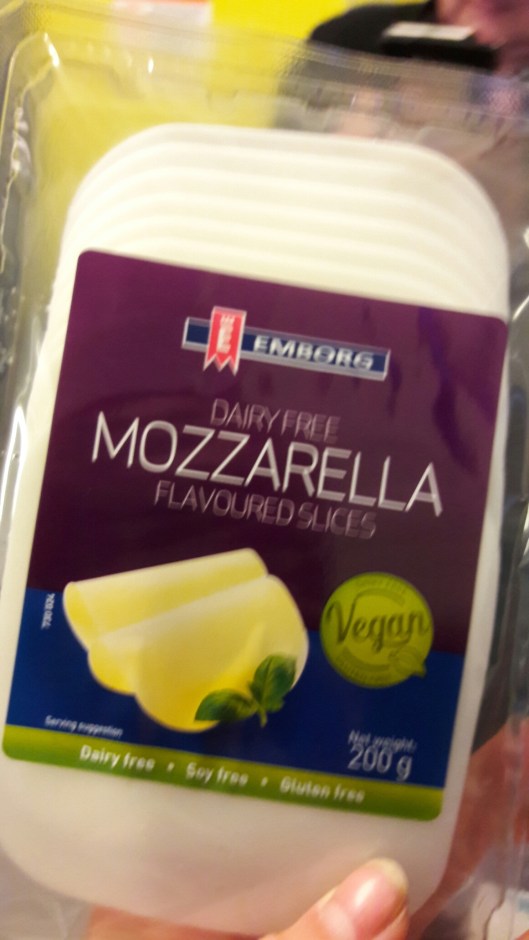 EMBORG
DAIRY FREE
MOZZARELLA
FLAVOURED SLICES
Vegan
Serving suggestion
Net weight:
200 g
Dairy free • Soy free • Gluten free